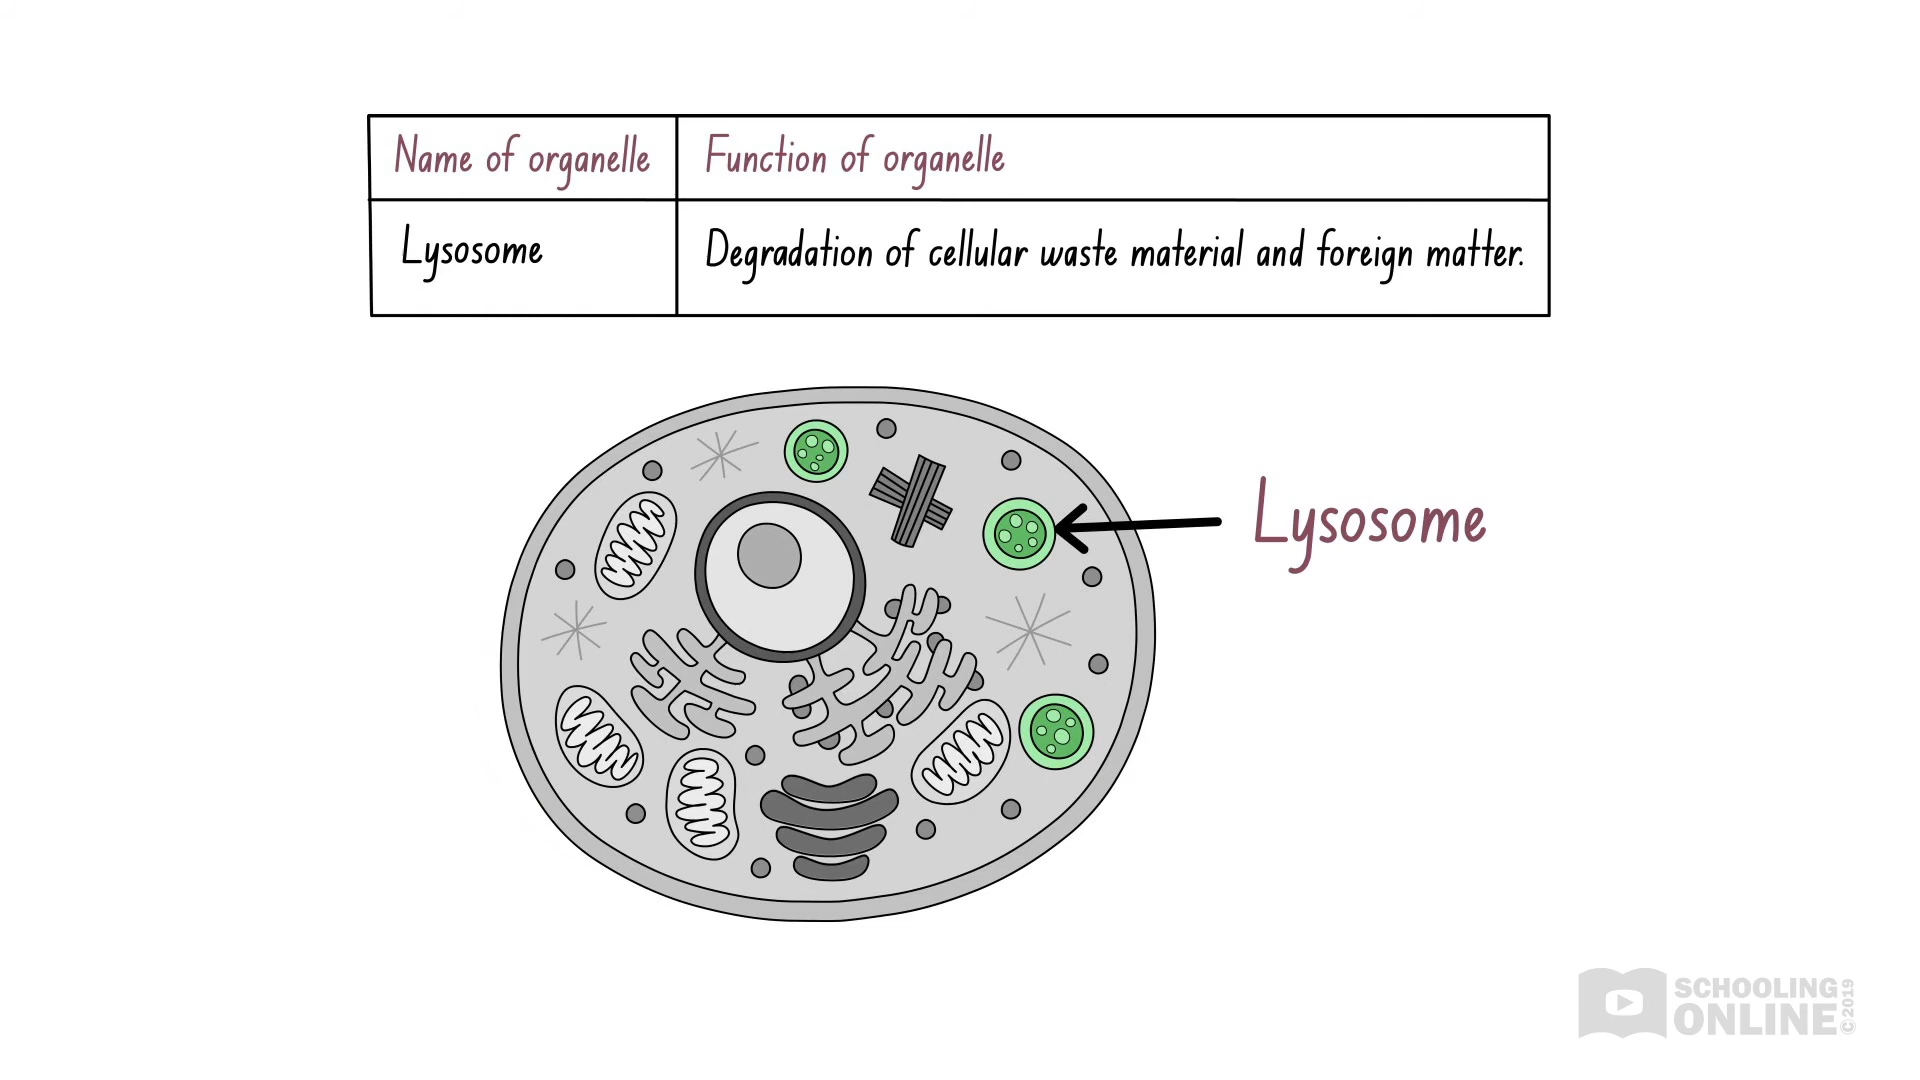 Name of organelle
Function of organelle
Lysosome
Degradation of cellular waste material and foreign matter.
Lysosome
SCHOOLING
ONLINE
©2019